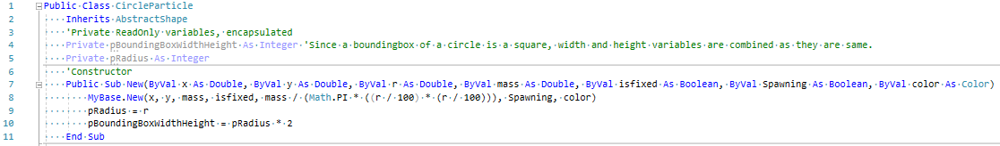 1 Public Class CircleParticle
2 Inherits AbstractShape
3 'Private ReadOnly variables, encapsulated
4 Private pBoundingBoxWidthHeight As Integer 'Since a boundingbox of a circle is a square, width and height variables are combined as they are same.
5 Private pRadius As Integer
6 'Constructor
7 Public Sub New(ByVal x As Double, ByVal y As Double, ByVal r As Double, ByVal mass As Double, ByVal isfixed As Boolean, ByVal Spawning As Boolean, ByVal color As Color)
8 MyBase.New(x, y, mass, isfixed, mass / (Math.PI * ((r / 100) * (r / 100))), Spawning, color)
9 pRadius = r
10 pBoundingBoxWidthHeight = pRadius * 2
11 End Sub